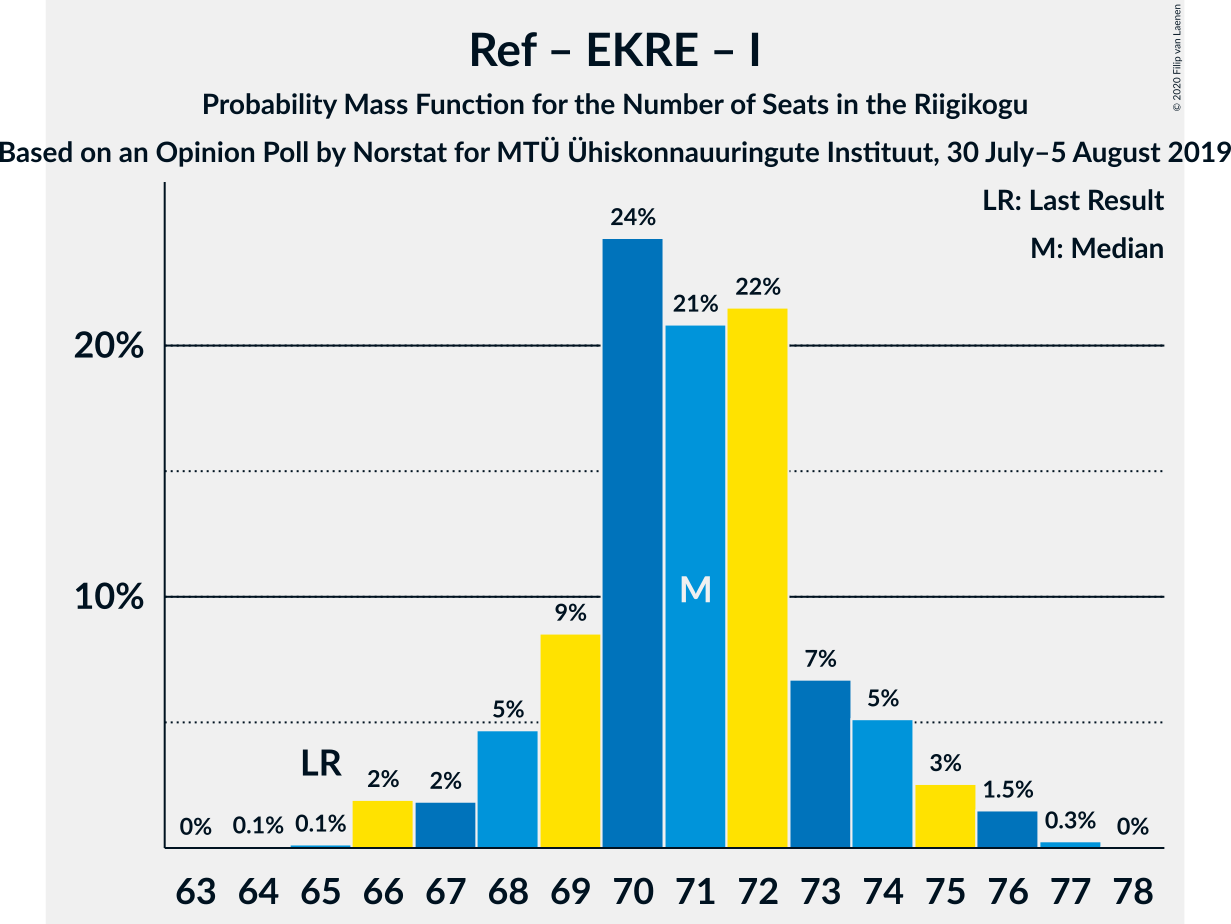 Ref – EKRE – I
Probability Mass Function for the Number of Seats in the Riigikogu
Based on an Opinion Poll by Norstat for MTÜ Ühiskonnauuringute Instituut, 30 July–5 August 2019
© 2020 Filip van Laenen
LR: Last Result
M: Median
24%
22%
21%
20%
M
10%
9%
7%
5%
5%
LR
3%
2%
2%
1.5%
0%
0.1%
0.1%
0.3%
0%
63 64 65 66 67 68 69 70 71 72 73 74 75 76 77 78